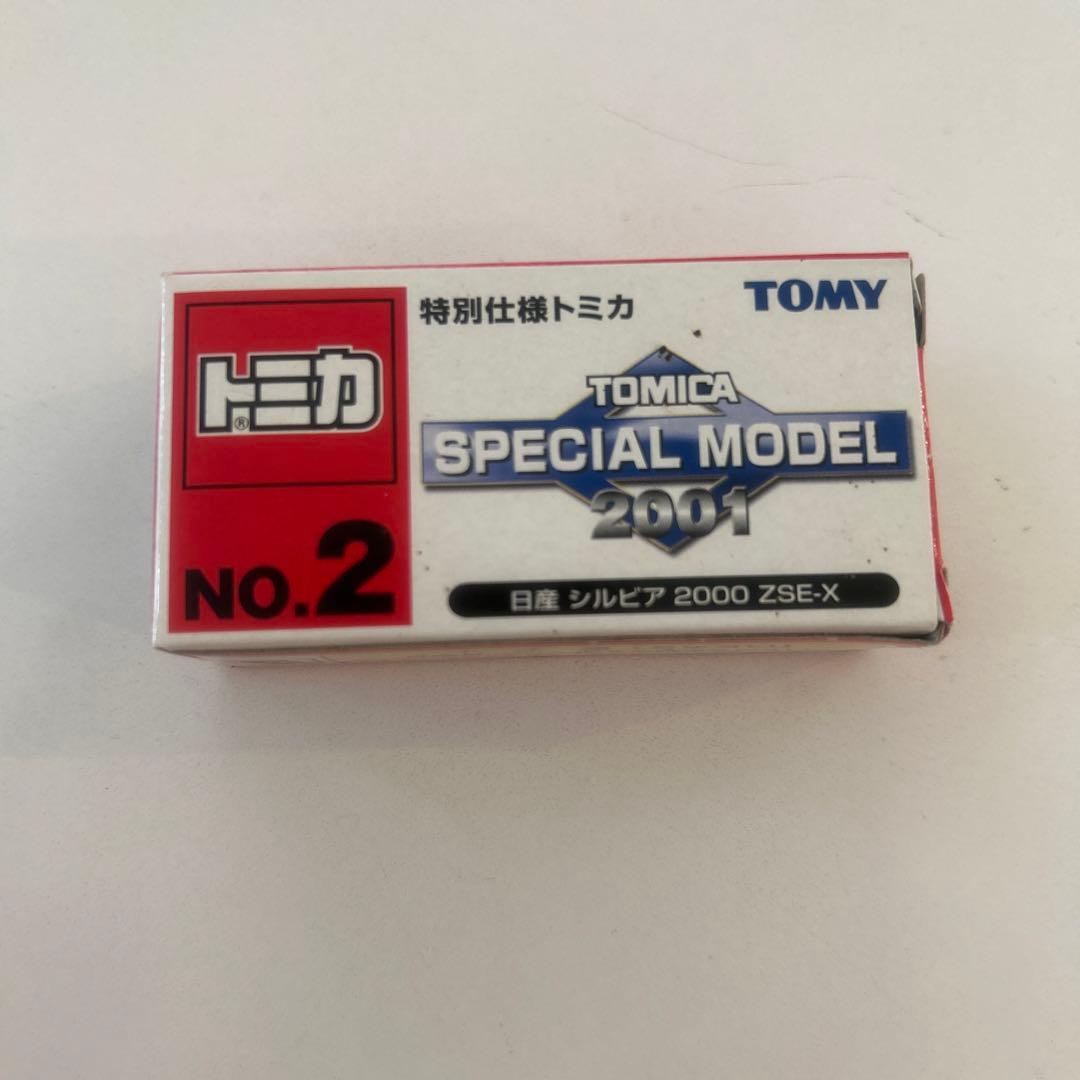 トミカ®
NO.2
特別仕様トミカ
TOMY
TOMICA
SPECIAL MODEL
2001
日産 シルビア 2000 ZSE-X